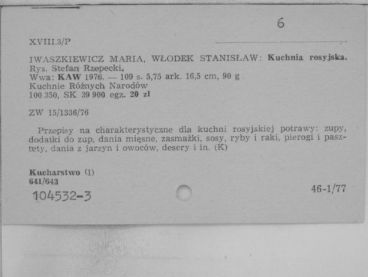 6
XVIII.3/P
IWASZKIEWICZ MARIA, WŁODEK STANISŁAW: Kuchnia rosyjska.
Rys. Stefan Rzepecki.
Wwa: KAW 1976. — 109 s. 5,75 ark. 16,5 cm, 90 g
Kuchnie Różnych Narodów
100 350, SK 39 900 egz. 20 zł
ZW 15/1336/76
Przepisy na charakterystyczne dla kuchni rosyjskiej potrawy: zupy,
dodatki do zup, dania mięsne, zasmażki, sosy, ryby i raki, pierogi i pasz-
tety, dania z jarzyn i owoców, desery i in. (K)
Kucharstwo (1)
641/643
104532-3
46-1/77